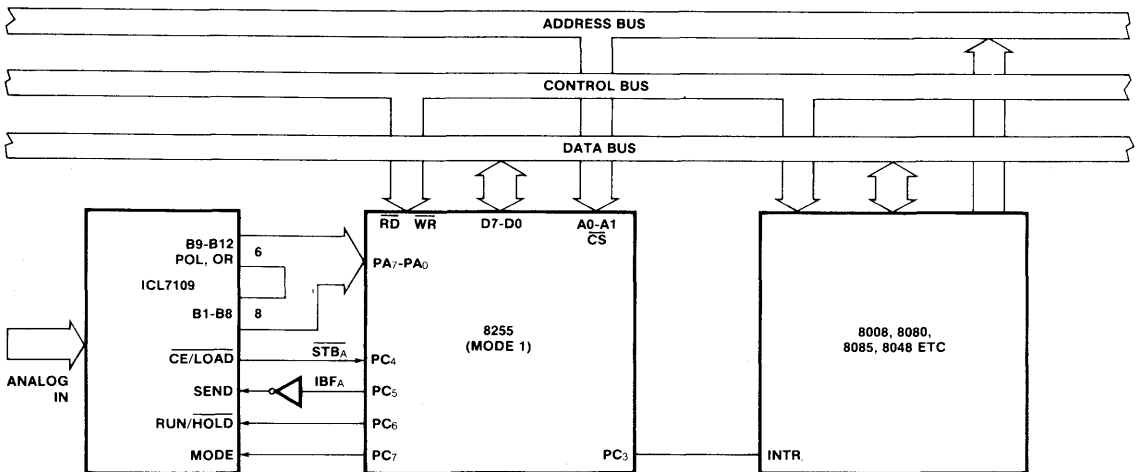 ADDRESS BUS
CONTROL BUS
DATA BUS
RD WR D7-D0 A0-A1
CS
B9-B12
POL, OR 6
PA7-PA0
ICL7109
B1-B8 8
8255
(MODE 1)
8008, 8080,
8085, 8048 ETC
CE/LOAD STBA PC4
ANALOG
IN
SEND IBFA PC5
RUN/HOLD PC6
MODE PC7
PC3 INTR